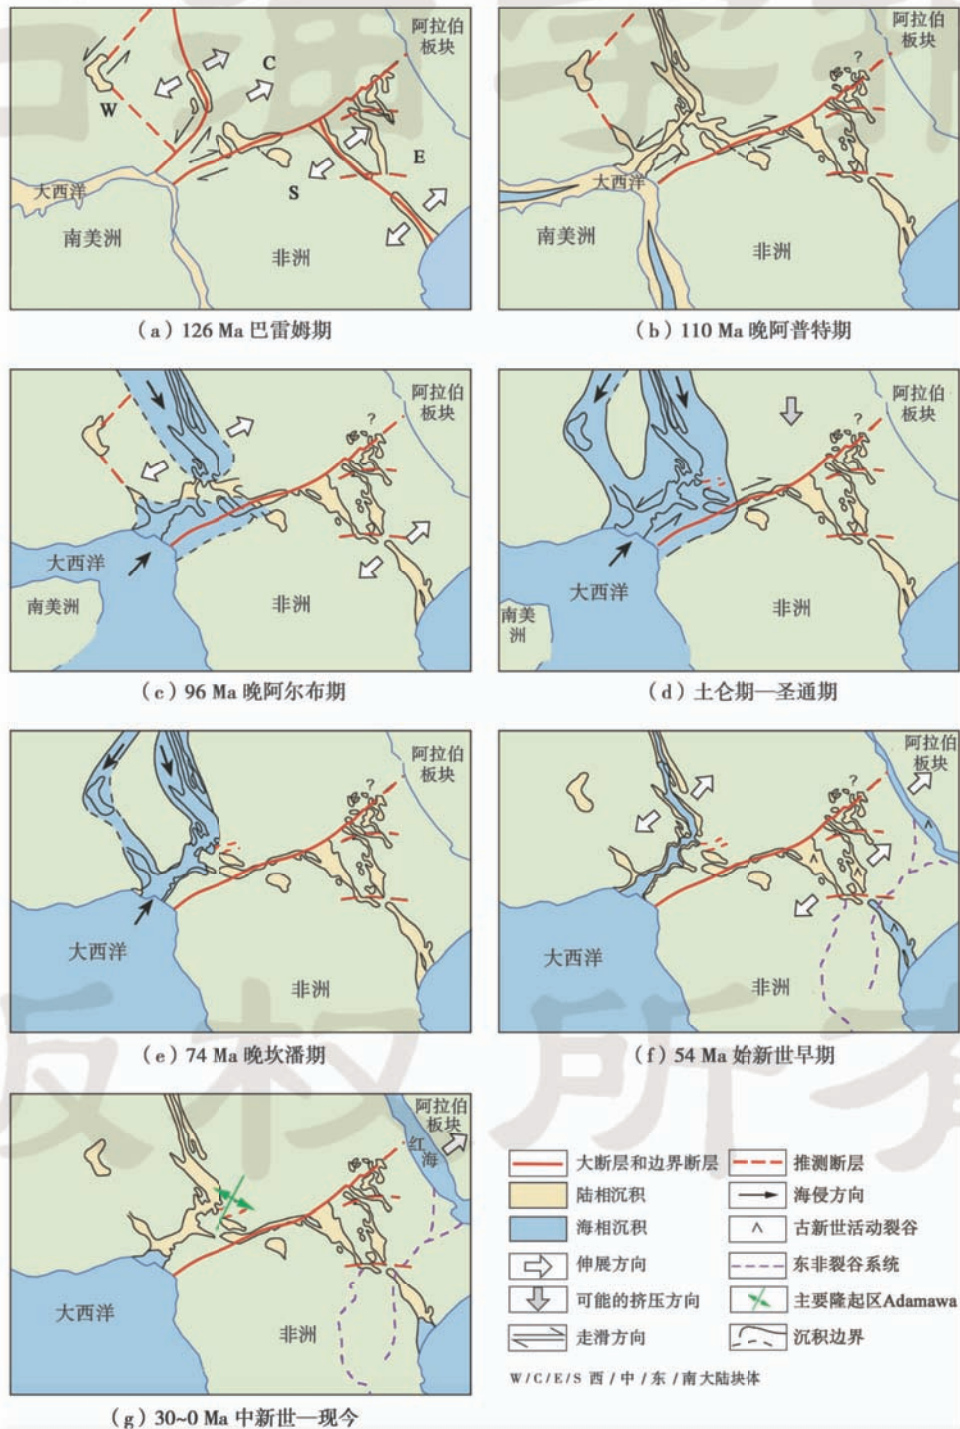 阿拉伯
板块
C
W
E
S
大西洋
南美洲
非洲
(a) 126 Ma 巴雷姆期
阿拉伯
板块
?
大西洋
南美洲
非洲
(b) 110 Ma 晚阿普特期
阿拉伯
板块
?
大西洋
南美洲
非洲
(c) 96 Ma 晚阿尔布期
阿拉伯
板块
?
大西洋
南美
洲
非洲
(d) 土仑期—圣通期
阿拉伯
板块
?
大西洋
非洲
(e) 74 Ma 晚坎潘期
阿拉伯
板块
?
大西洋
非洲
(f) 54 Ma 始新世早期
阿拉伯
板块
红海
大西洋
非洲
(g) 30~0 Ma 中新世—现今
大断层和边界断层
推测断层
陆相沉积
海侵方向
海相沉积
古新世活动裂谷
伸展方向
东非裂谷系统
可能的挤压方向
主要隆起区Adamawa
走滑方向
沉积边界
W/C/E/S 西/中/东/南大陆块体
版权所有